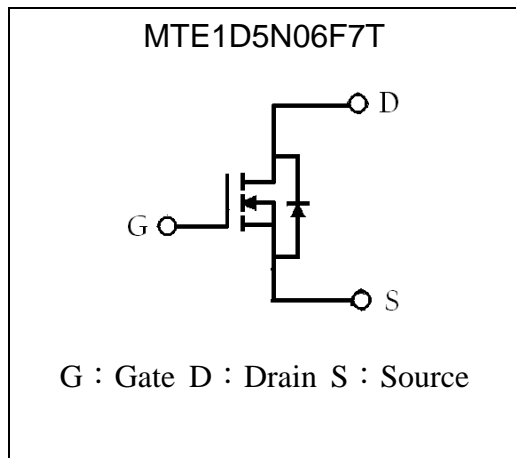 MTE1D5N06F7T
D
G
S
G：Gate D：Drain S：Source